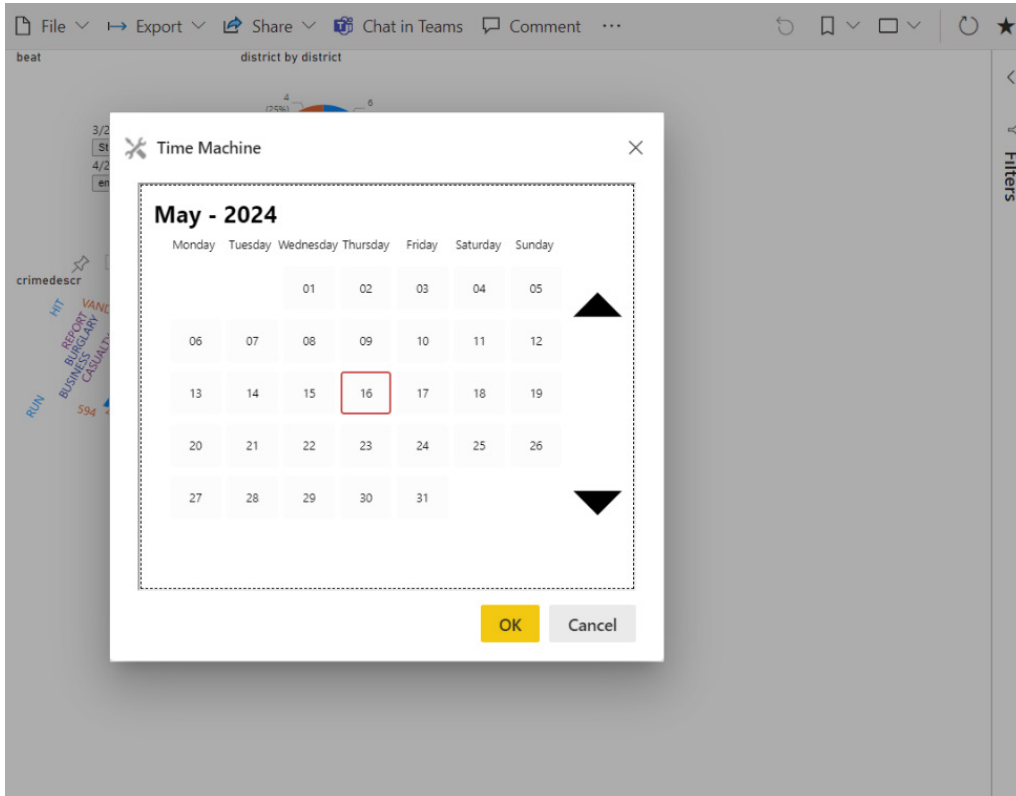 File Export Share Chat in Teams Comment ...
beat district by district
4 6
(25%)
3/2
St
4/2
en
Time Machine
May - 2024
Monday Tuesday Wednesday Thursday Friday Saturday Sunday
01 02 03 04 05
06 07 08 09 10 11 12
13 14 15 16 17 18 19
20 21 22 23 24 25 26
27 28 29 30 31
OK Cancel
crimedescr
HIT VAND
REPORT
BURGLARY
BUSINESS
CASUALTY
RUN
594
Filters